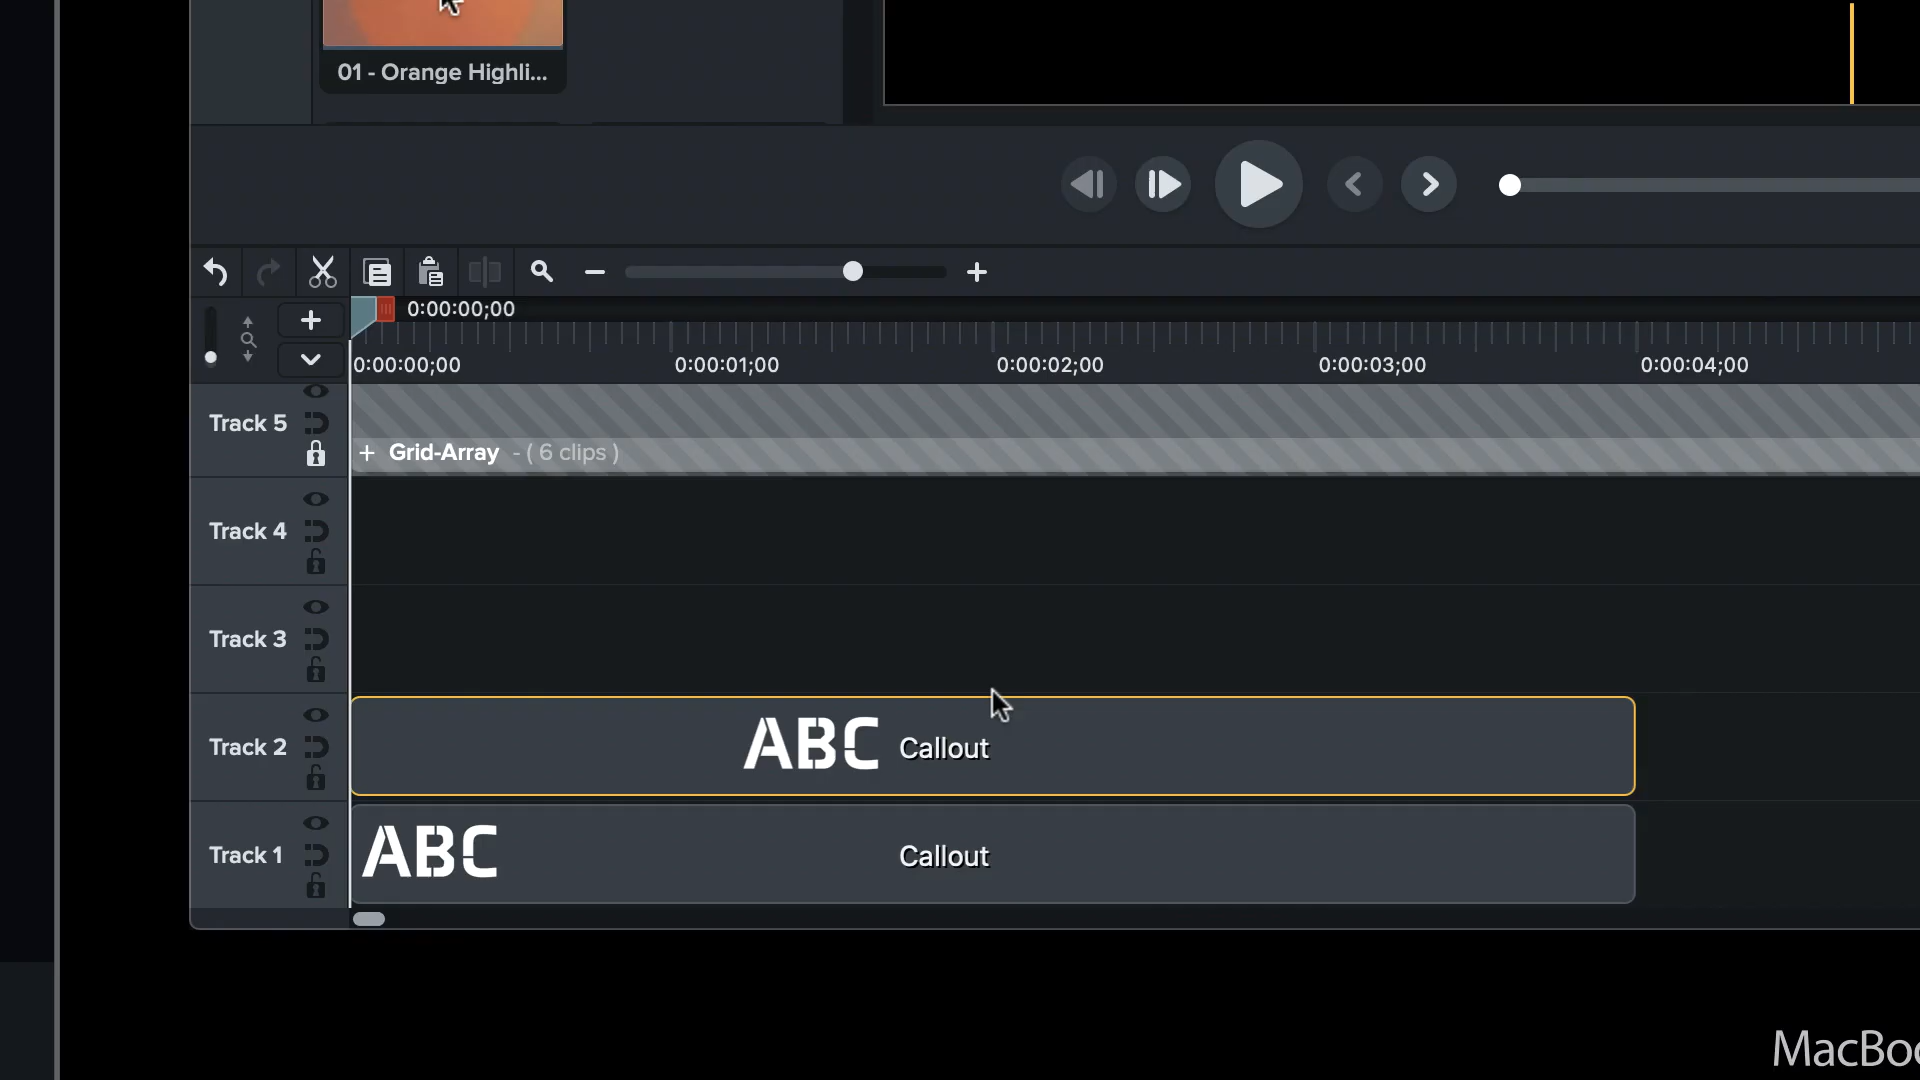 01 - Orange Highli...
0:00:00;00
0:00:00;00
0:00:01;00
0:00:02;00
0:00:03;00
0:00:04;00
Track 5
+ Grid-Array - ( 6 clips )
Track 4
Track 3
Track 2
ABC Callout
Track 1
ABC Callout
MacBoo